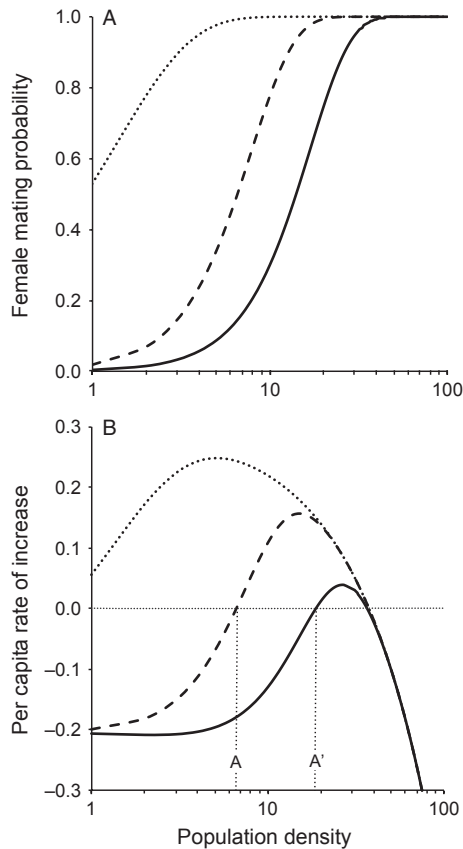 A
1.0
0.8
0.6
0.4
0.2
0.0
Female mating probability
1 10 100
B
0.3
0.2
0.1
0.0
–0.1
–0.2
–0.3
Per capita rate of increase
A A'
1 10 100
Population density